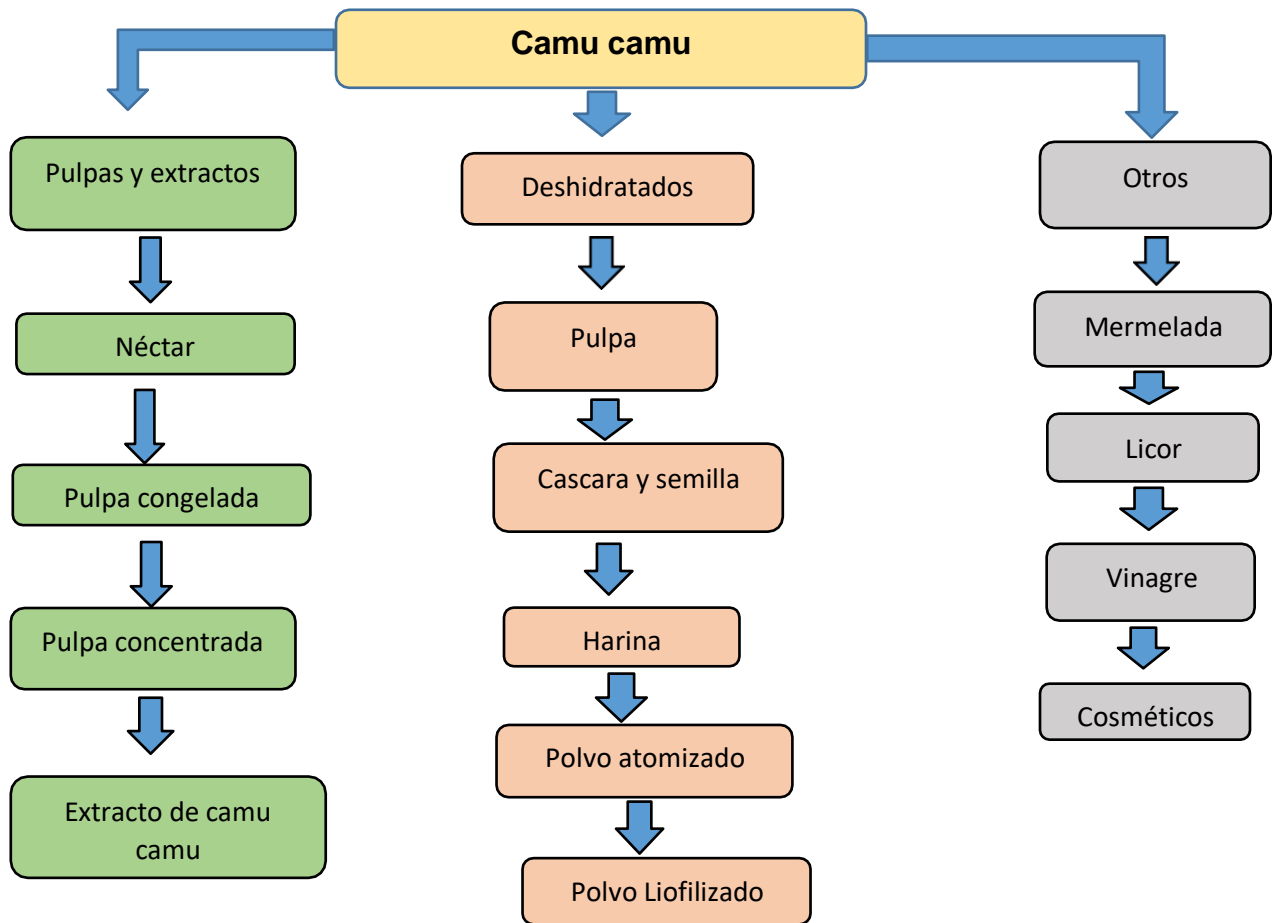 Camu camu
Pulpas y extractos
Néctar
Pulpa congelada
Pulpa concentrada
Extracto de camu
camu
Deshidratados
Pulpa
Cascara y semilla
Harina
Polvo atomizado
Polvo Liofilizado
Otros
Mermelada
Licor
Vinagre
Cosméticos